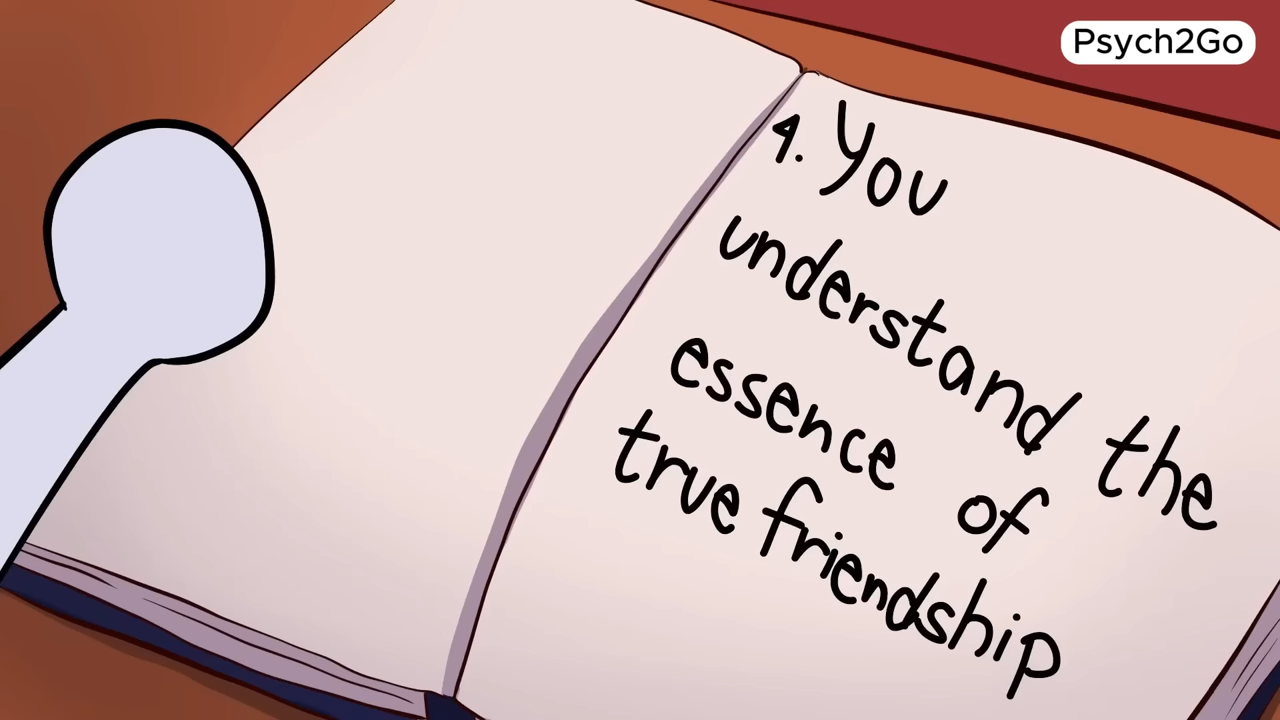 Psych2Go
4. You
understand the
essence of
true friendship